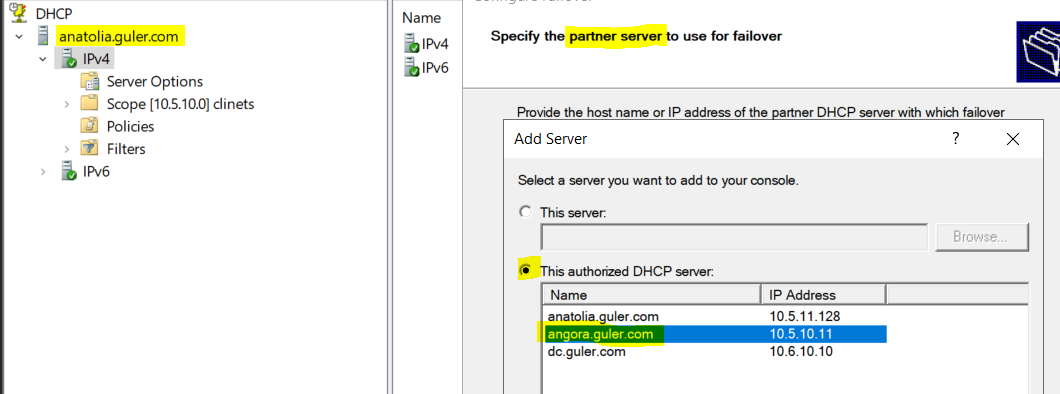 DHCP
anatolia.guler.com
IPv4
Server Options
Scope [10.5.10.0] clinets
Policies
Filters
IPv6
Name
IPv4
IPv6
Configure Failover
Specify the partner server to use for failover
Provide the host name or IP address of the partner DHCP server with which failover
Add Server
?
Select a server you want to add to your console.
This server:
Browse...
This authorized DHCP server:
Name IP Address
anatolia.guler.com 10.5.11.128
angora.guler.com 10.5.10.11
dc.guler.com 10.6.10.10